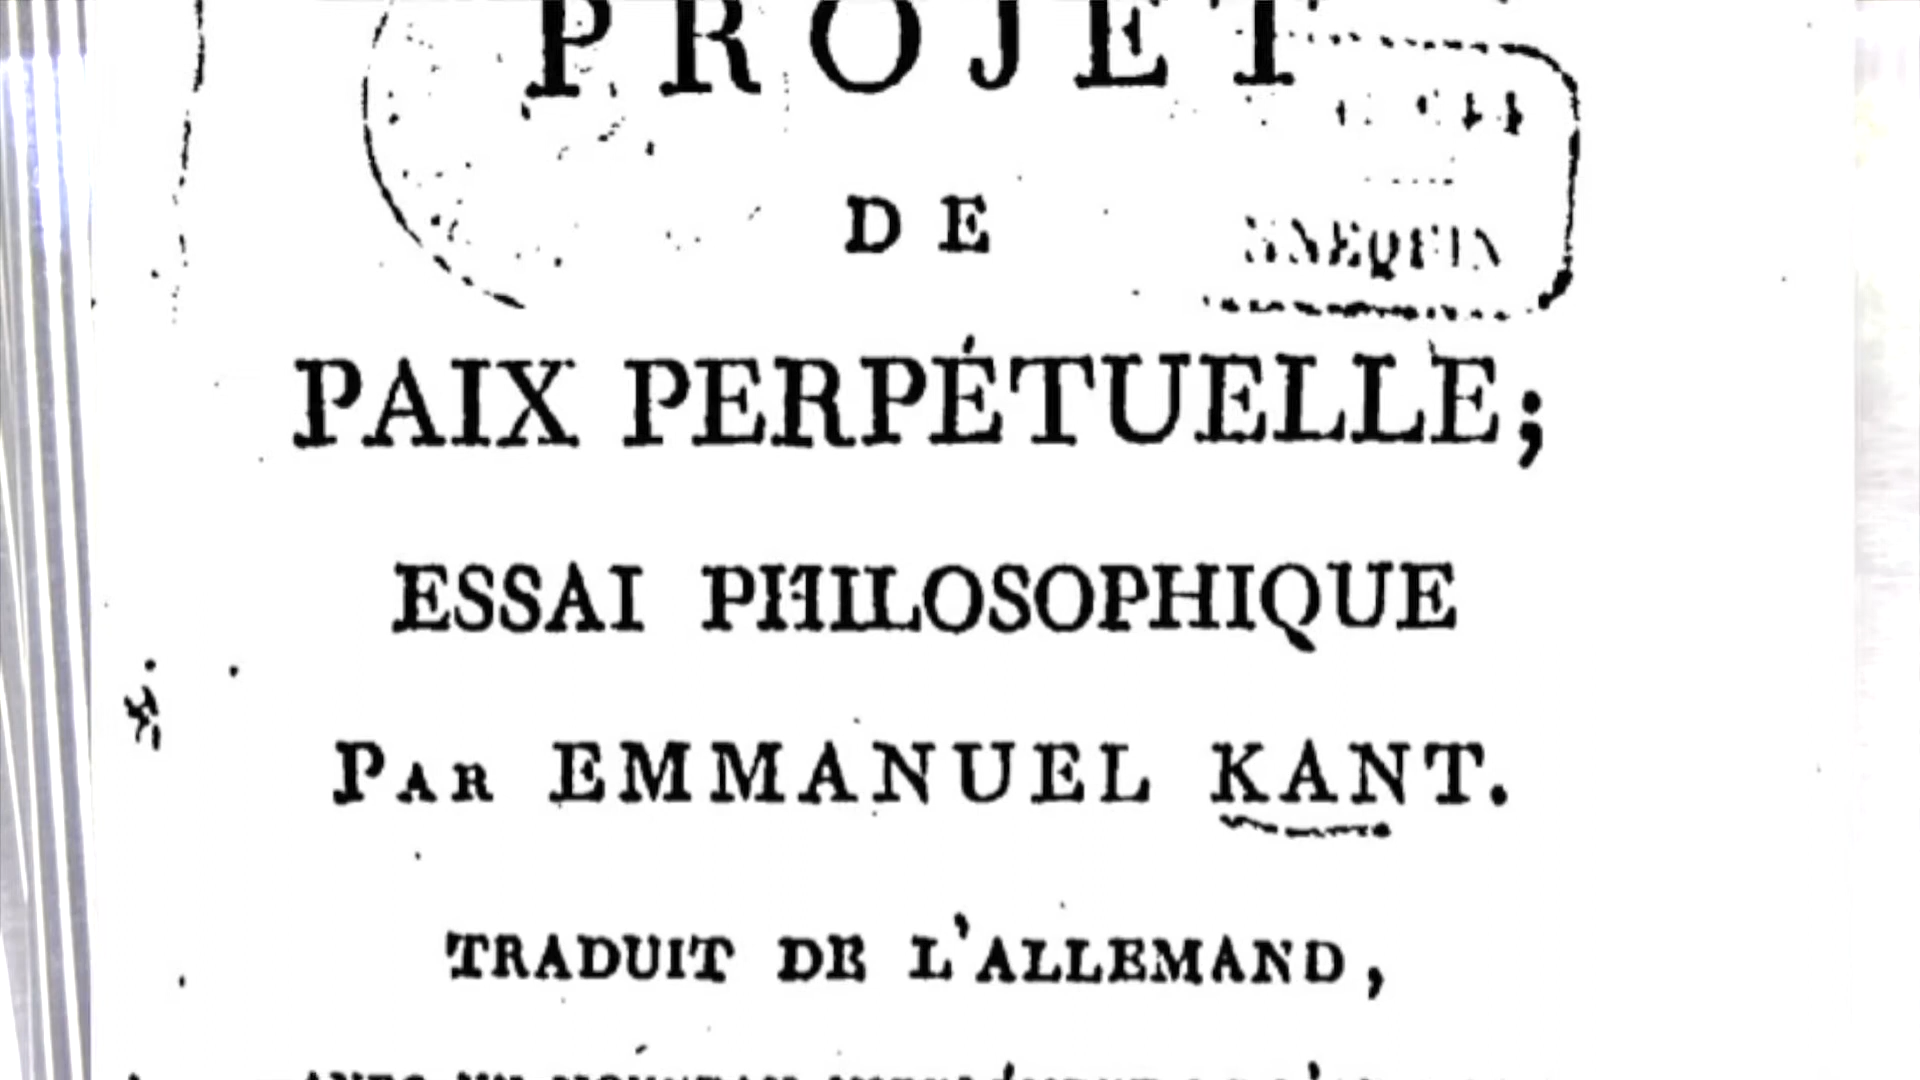 PROJET
DE
PAIX PERPÉTUELLE;
ESSAI PHILOSOPHIQUE
PAR EMMANUEL KANT.
TRADUIT DE L'ALLEMAND,